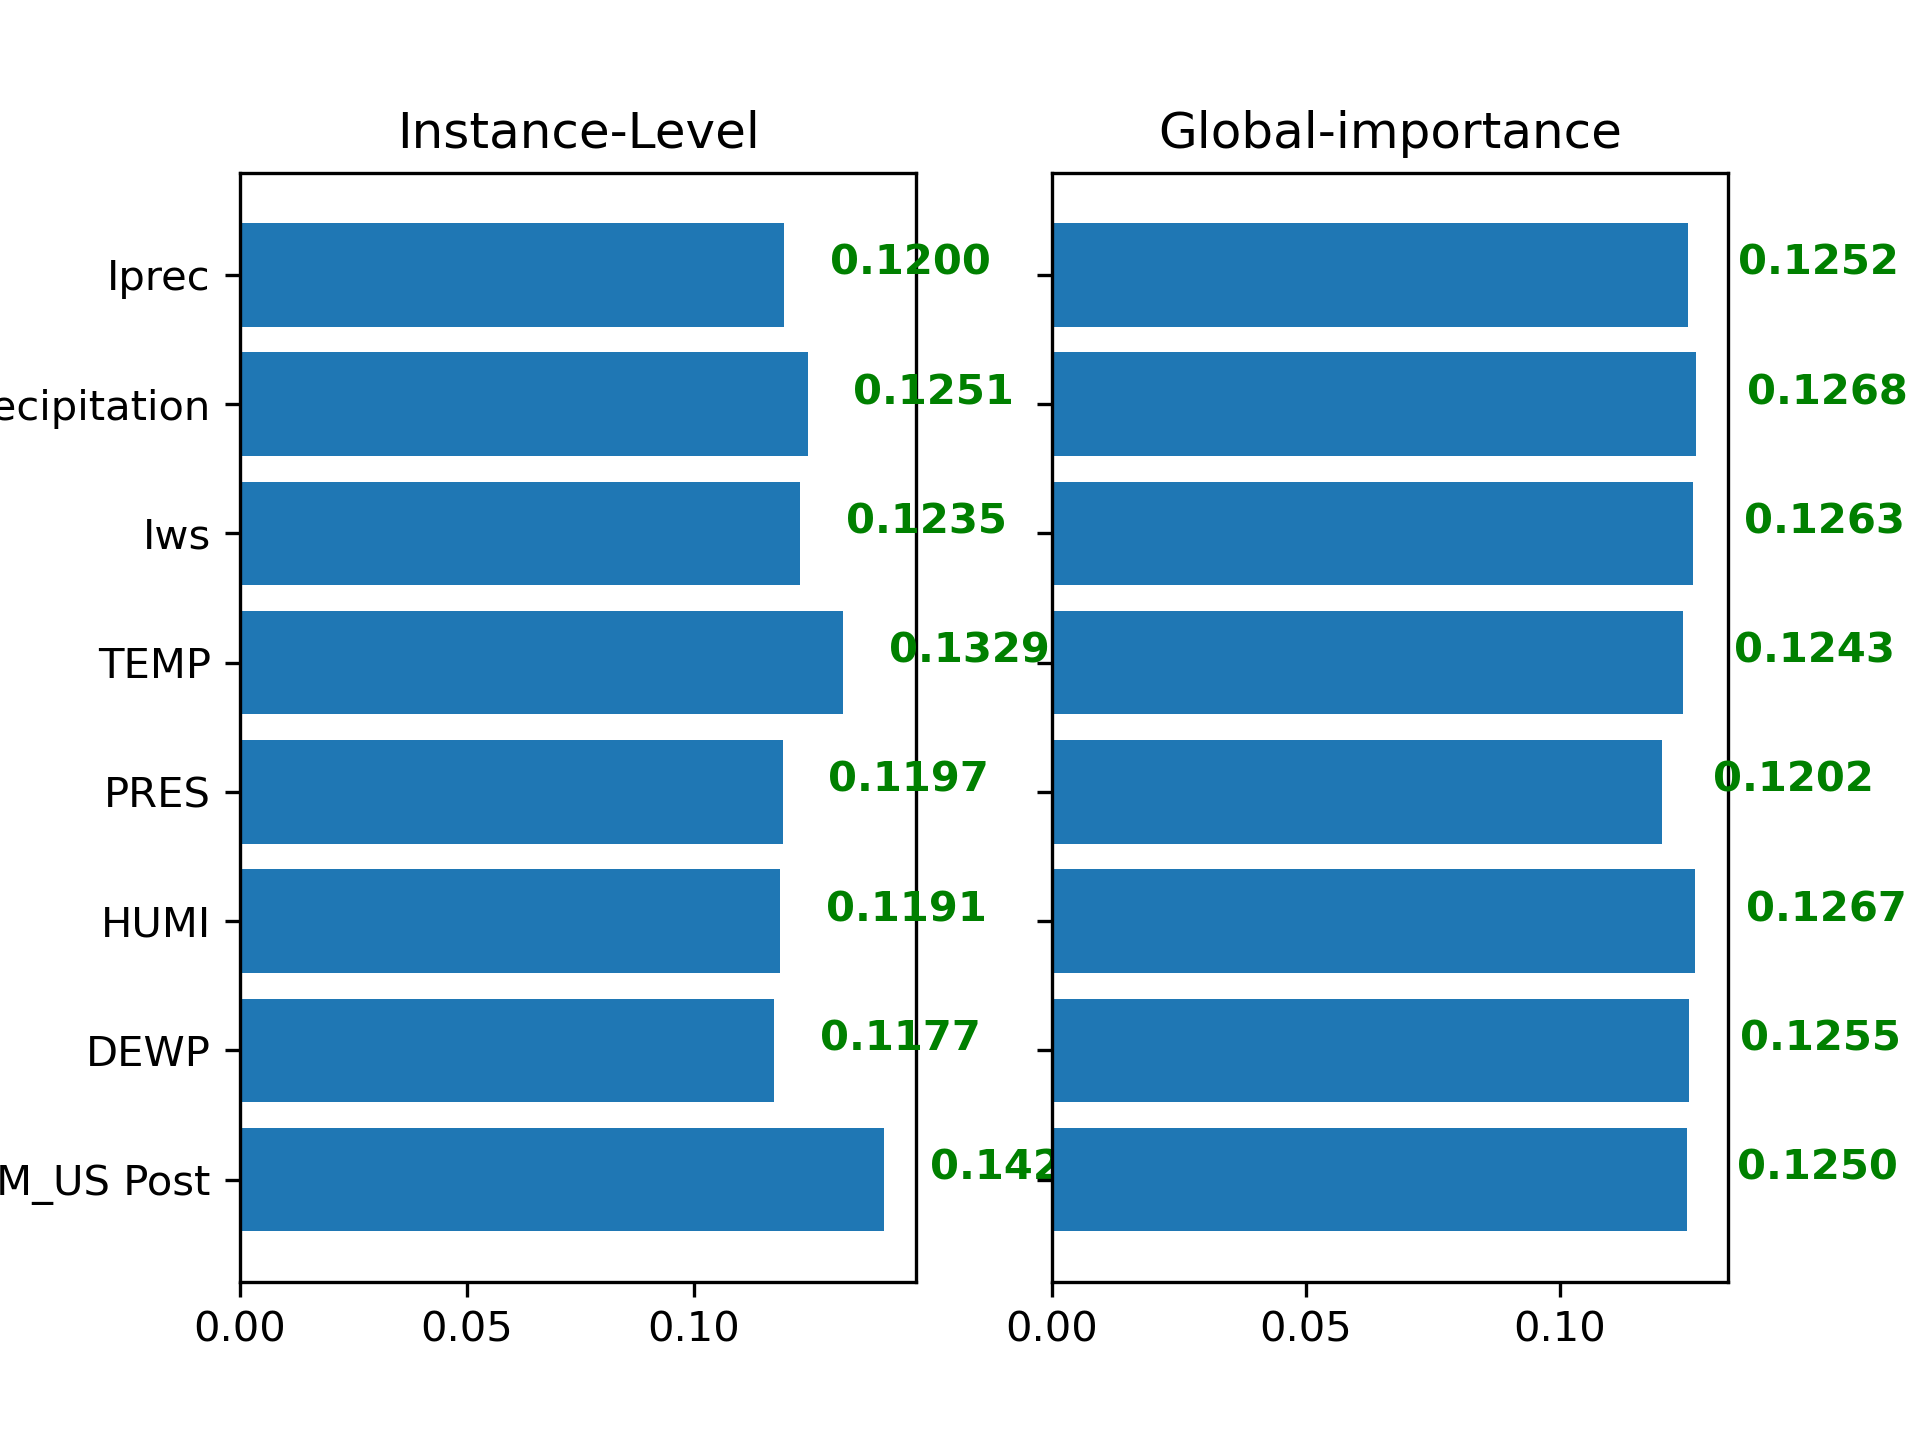 Instance-Level
Global-importance
Iprec
0.1200
0.1252
ecipitation
0.1251
0.1268
Iws
0.1235
0.1263
TEMP
0.1329
0.1243
PRES
0.1197
0.1202
HUMI
0.1191
0.1267
DEWP
0.1177
0.1255
M_US Post
0.142
0.1250
0.00 0.05 0.10
0.00 0.05 0.10